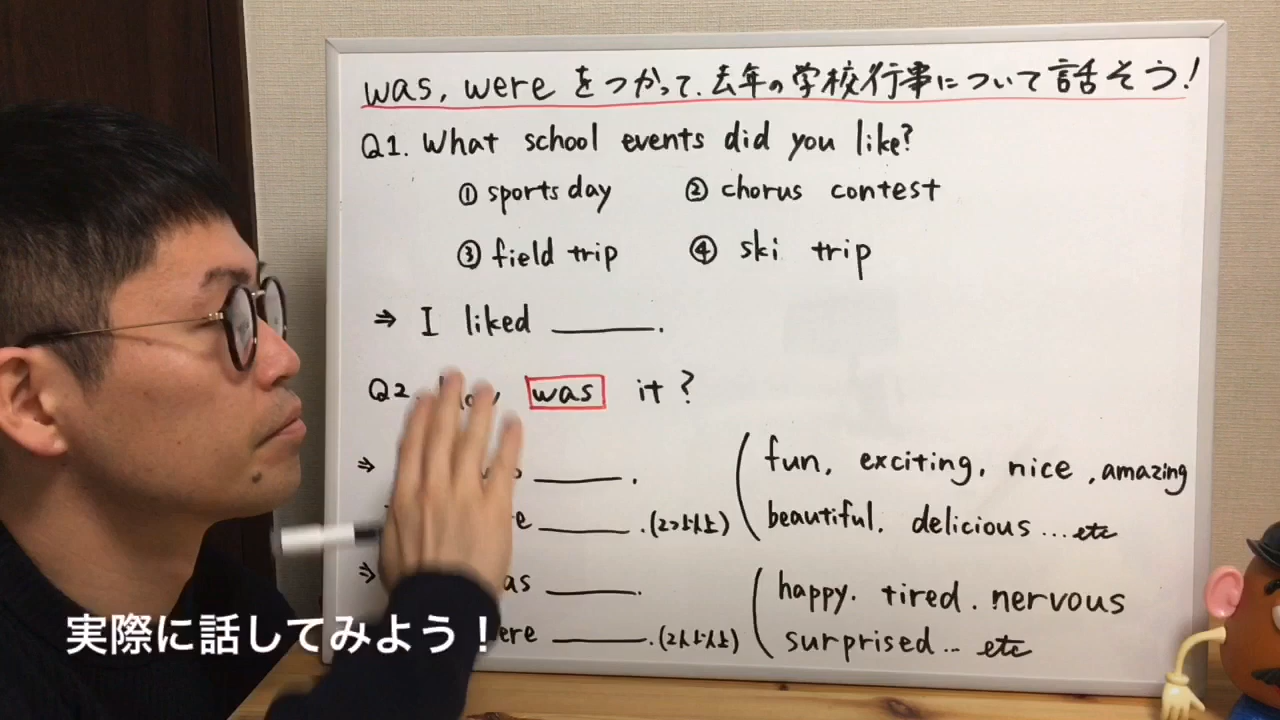 was, were をつかって、去年の学校行事について話そう!
Q1. What school events did you like?
① sports day ② chorus contest
③ field trip ④ ski trip
⇒ I liked ______.
Q2. was it?
⇒ ______. (fun, exciting, nice, amazing
______. (2つ以上) beautiful, delicious ... etc
⇒ ______. (happy. tired. nervous
______. (2人以上) surprised ... etc
実際に話してみよう!